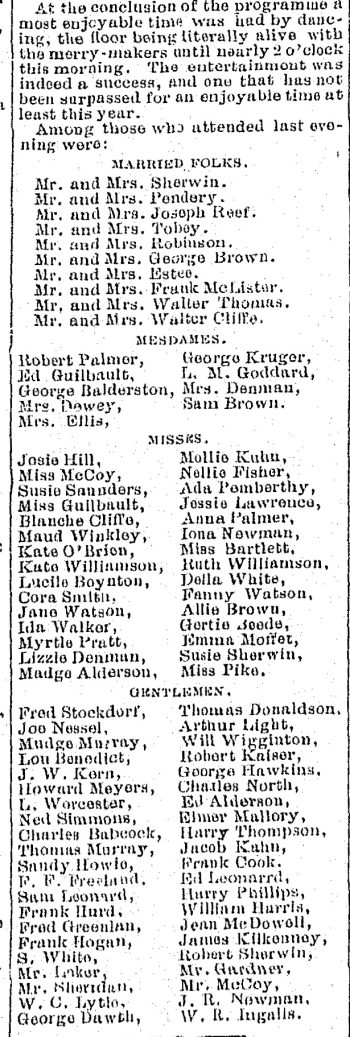 At the conclusion of the programme a
most enjoyable time was had by danc-
ing, the floor being literally alive with
the merry-makers until nearly 2 o'clock
this morning. The entertainment was
indeed a success, and one that has not
been surpassed for an enjoyable time at
least this year.
Among those who attended last eve-
ning were:
MARRIED FOLKS.
Mr. and Mrs. Sherwin.
Mr. and Mrs. Pendery.
Mr. and Mrs. Joseph Reef.
Mr. and Mrs. Tobey.
Mr. and Mrs. Robinson.
Mr. and Mrs. George Brown.
Mr. and Mrs. Estee.
Mr. and Mrs. Frank McLister.
Mr, and Mrs. Walter Thomas.
Mr. and Mrs. Walter Cliffe.
MESDAMES.
Robert Palmer, George Kruger,
Ed Guilbault, L. M. Goddard,
George Balderston, Mrs. Denman,
Mrs. Dewey, Sam Brown.
Mrs. Ellis,
MISSES.
Josie Hill, Mollie Kuhn,
Miss McCoy, Nellie Fisher,
Susie Saunders, Ada Pemberthy,
Miss Guilbault, Jessie Lawrence,
Blanche Cliffe, Anna Palmer,
Maud Winkley, Iona Newman,
Kate O'Brien, Miss Bartlett,
Kate Williamson, Ruth Williamson,
Lucile Boynton, Della White,
Cora Smith, Fanny Watson,
Jane Watson, Allie Brown,
Ida Walker, Gertie Beede,
Myrtle Pratt, Emma Moffet,
Lizzie Denman, Susie Sherwin,
Madge Alderson, Miss Pike.
GENTLEMEN.
Fred Stockdorf, Thomas Donaldson.
Joe Nessel, Arthur Light,
Mudge Murray, Will Wigginton,
Lou Benedict, Robert Kaiser,
J. W. Kern, George Hawkins,
Howard Meyers, Charles North,
L. Worcester, Ed Alderson,
Ned Simmons, Elmer Mallory,
Charles Babcock, Harry Thompson,
Thomas Murray, Jacob Kahn,
Sandy Howie, Frank Cook.
F. F. Freeland, Ed Leonarrd,
Sam Leonard, Harry Phillips,
Frank Hurd, William Harris,
Fred Greenlan, Jean McDowell,
Frank Hogan, James Kilkenney,
S. White, Robert Sherwin,
Mr. Gardner,
Mr. Sheridan, Mr. McCoy,
W. C. Lytle, J. R. Newman,
George Dawth, W. R. Ingalls.